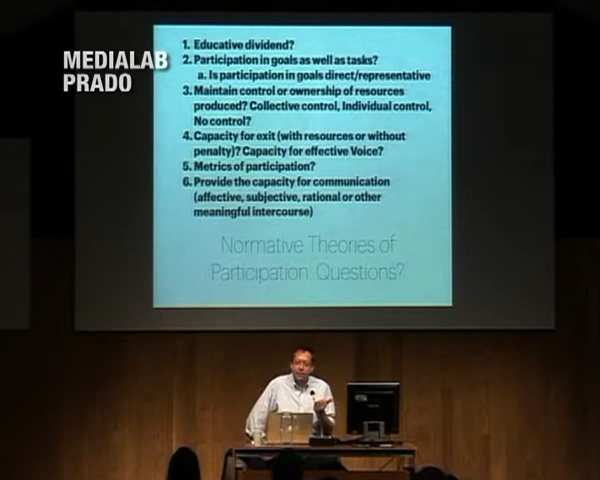 MEDIALAB
PRADO
1. Educative dividend?
2. Participation in goals as well as tasks?
a. Is participation in goals direct/representative
3. Maintain control or ownership of resources
produced? Collective control, Individual control,
No control?
4. Capacity for exit (with resources or without
penalty)? Capacity for effective Voice?
5. Metrics of participation?
6. Provide the capacity for communication
(affective, subjective, rational or other
meaningful intercourse)
Normative Theories of
Participation: Questions?